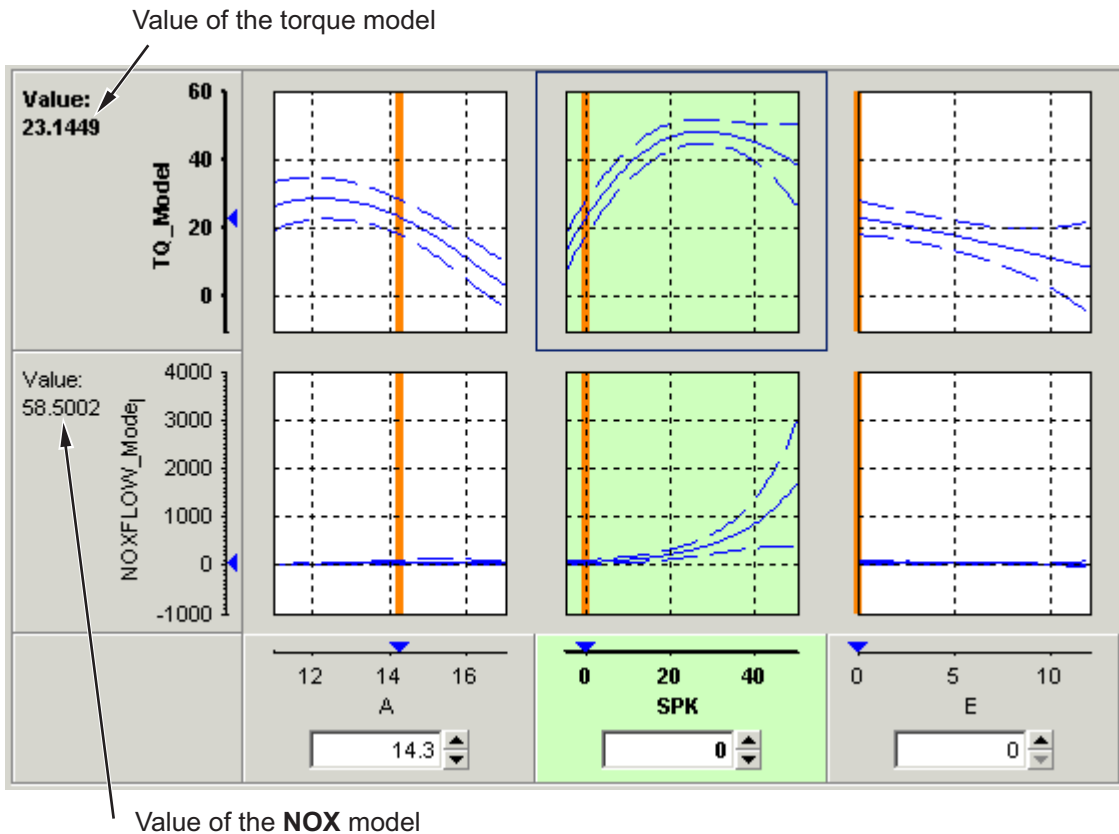 Value of the torque model
Value:
23.1449
TQ_Model
60
40
20
0
Value:
58.5002
NOXFLOW_Model
4000
3000
2000
1000
0
-1000
12 14 16
A
14.3
0 20 40
SPK
0
0 5 10
E
0
Value of the NOX model